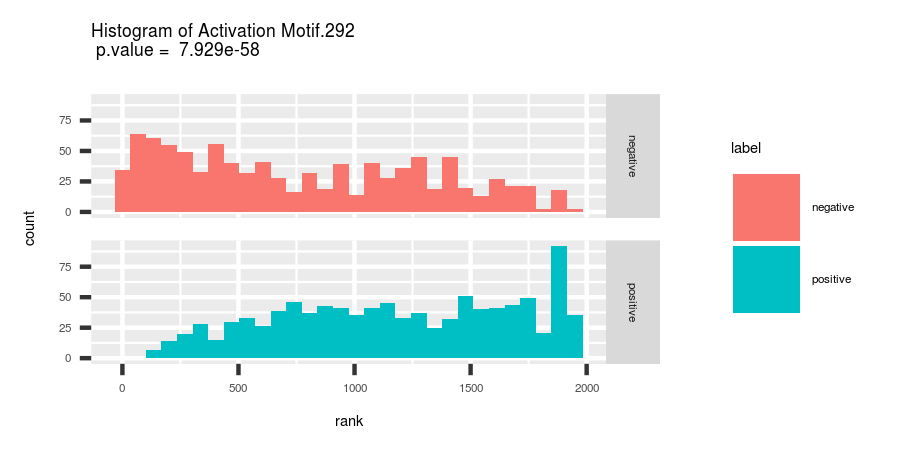 Histogram of Activation Motif.292
p.value = 7.929e-58
count
75
50
25
0
negative
75
50
25
0
positive
0 500 1000 1500 2000
rank
label
negative
positive